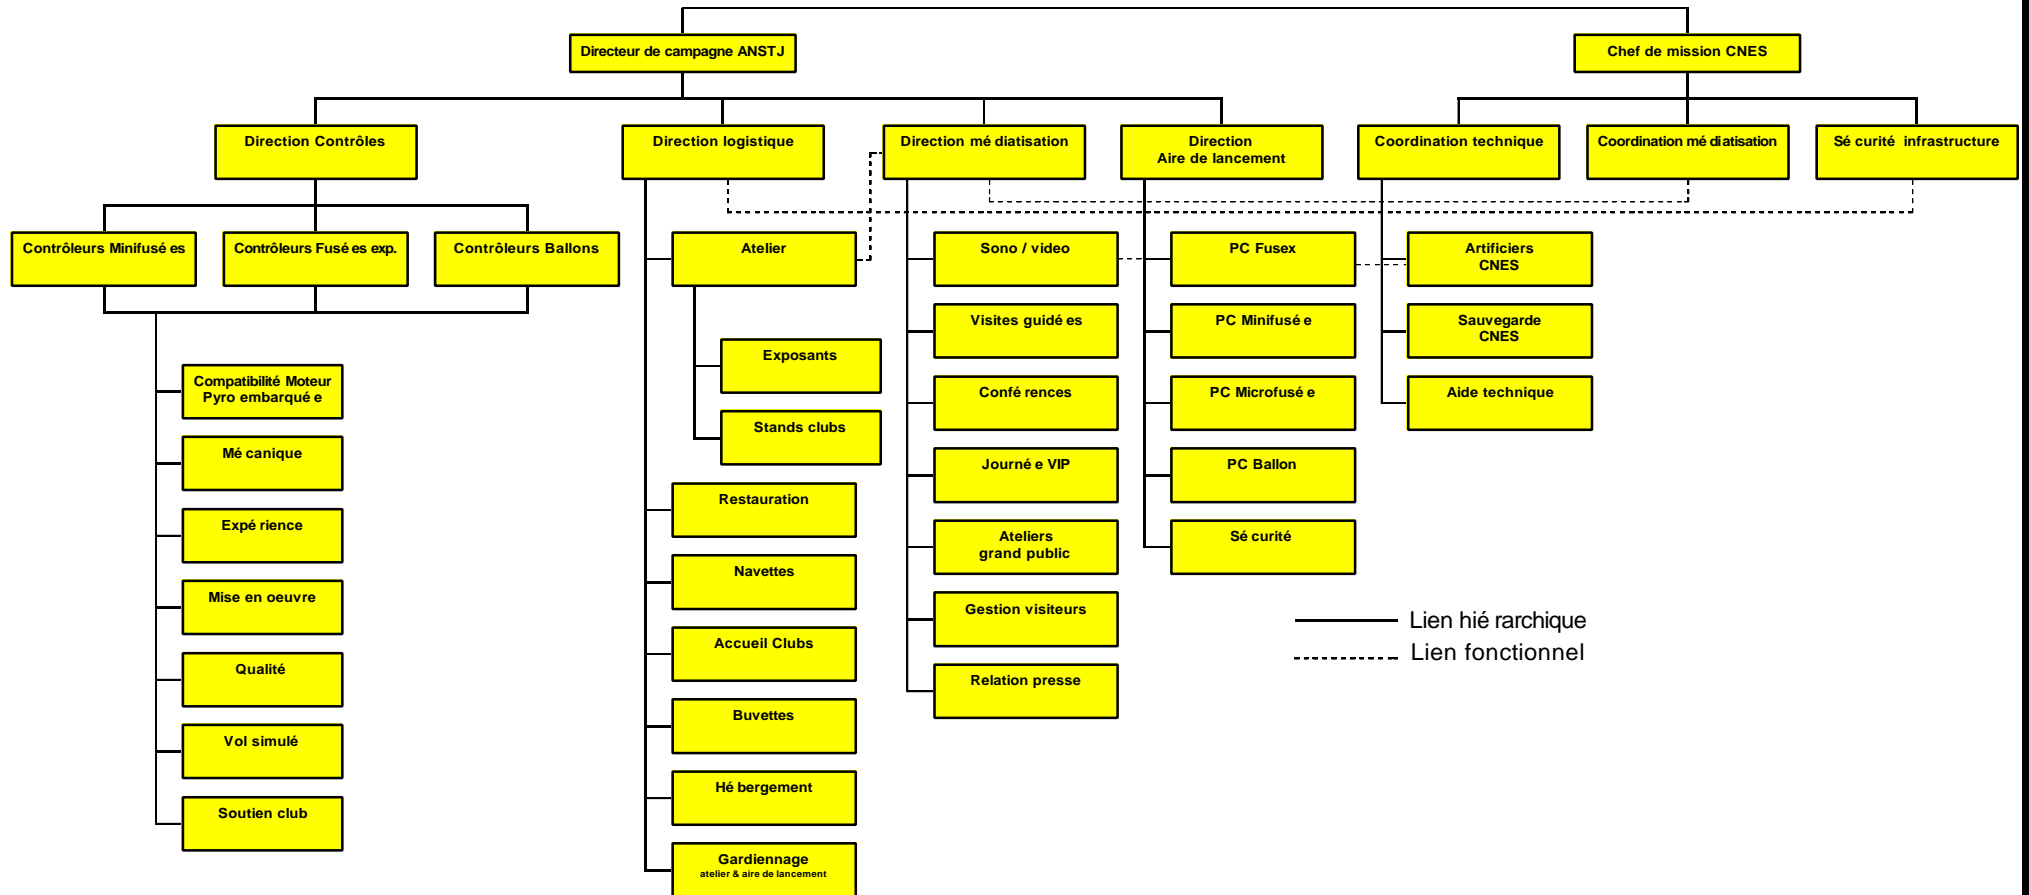 Directeur de campagne ANSTJ
Chef de mission CNES
Direction Contrôles
Direction logistique
Direction mé diatisation
Direction
Aire de lancement
Coordination technique
Coordination mé diatisation
Sé curité infrastructure
Contrôleurs Minifusé es
Contrôleurs Fusé es exp.
Contrôleurs Ballons
Atelier
Sono / video
PC Fusex
Artificiers
CNES
Visites guidé es
PC Minifusé e
Sauvegarde
CNES
Exposants
Compatibilité Moteur
Pyro embarqué e
Confé rences
PC Microfusé e
Aide technique
Stands clubs
Mé canique
Journé e VIP
PC Ballon
Restauration
Expé rience
Ateliers
grand public
Sé curité
Navettes
Mise en oeuvre
Gestion visiteurs
Lien hié rarchique
Lien fonctionnel
Accueil Clubs
Qualité
Relation presse
Buvettes
Vol simulé
Hé bergement
Soutien club
Gardiennage
atelier & aire de lancement